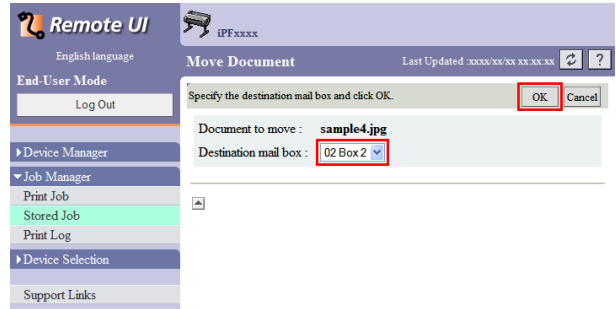 Remote UI
English language
End-User Mode
Log Out
Device Manager
Job Manager
Print Job
Stored Job
Print Log
Device Selection
Support Links
iPFxxxx
Move Document
Last Updated :xxxx/xx/xx xx:xx:xx
?
Specify the destination mail box and click OK.
OK
Cancel
Document to move : sample4.jpg
Destination mail box : 02 Box 2